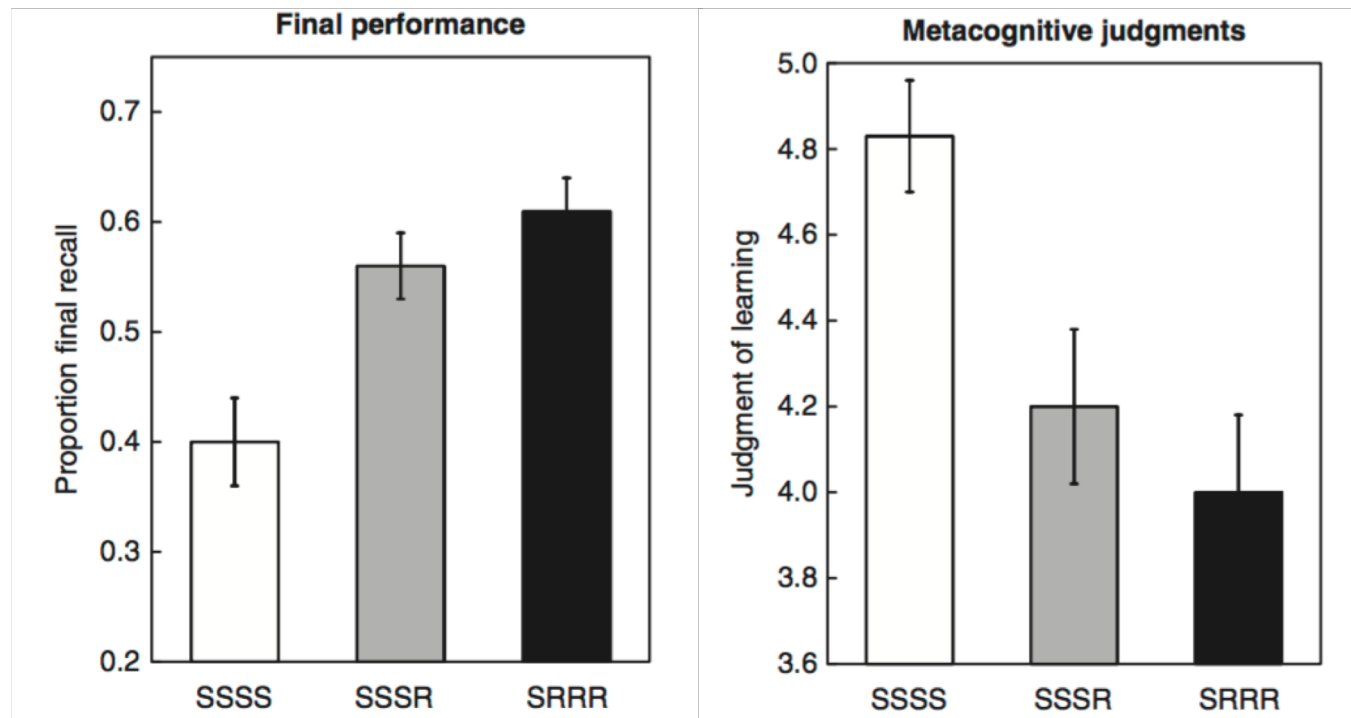 Final performance
Proportion final recall
0.7
0.6
0.5
0.4
0.3
0.2
SSSS SSSR SRRR
Metacognitive judgments
Judgment of learning
5.0
4.8
4.6
4.4
4.2
4.0
3.8
3.6
SSSS SSSR SRRR